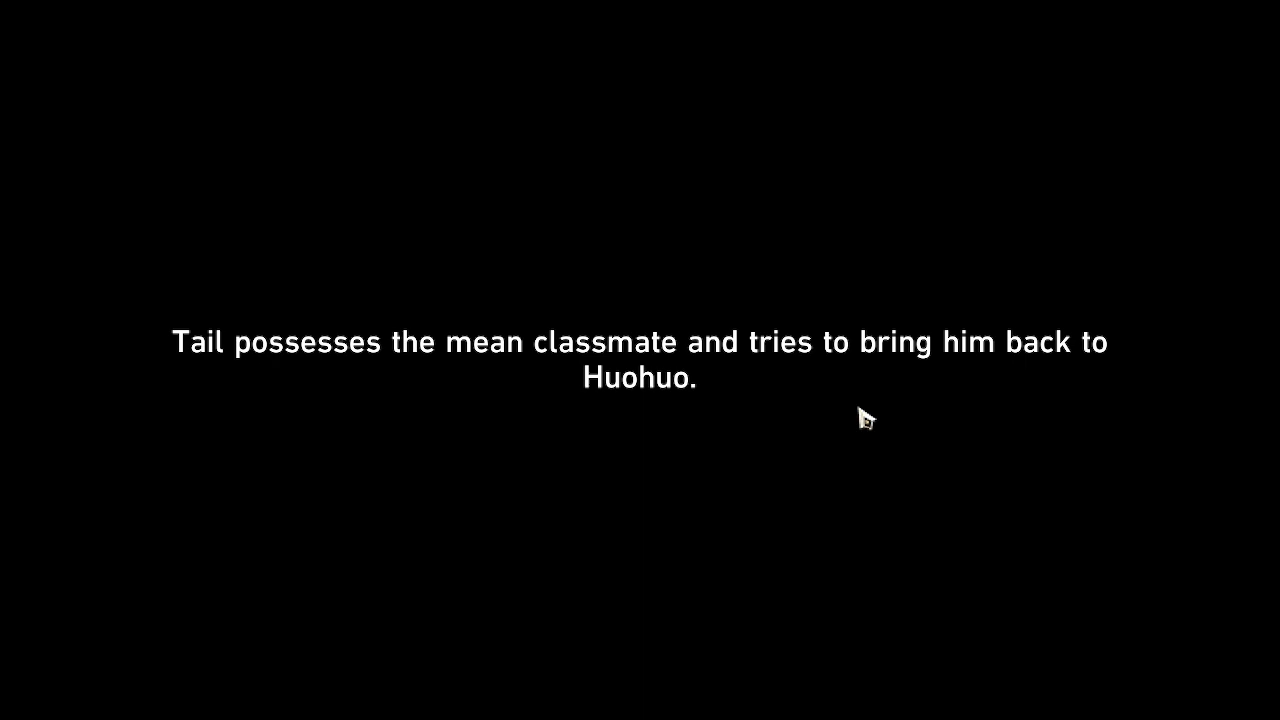 Tail possesses the mean classmate and tries to bring him back to
Huohuo.